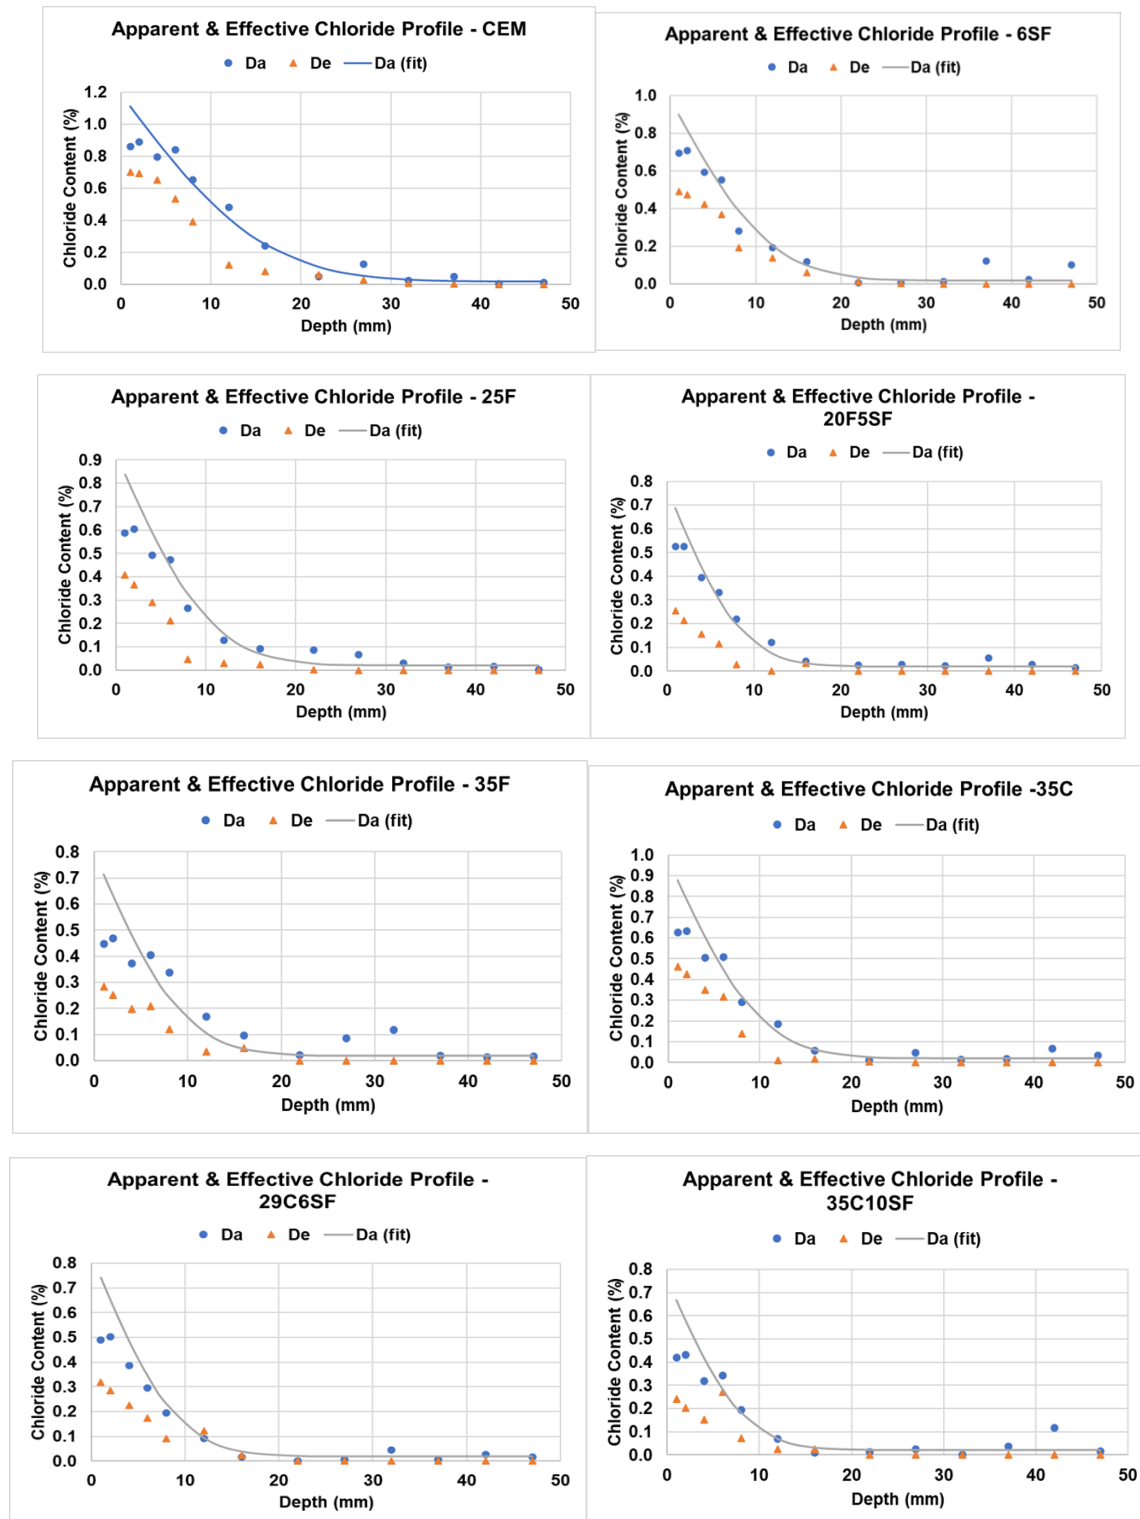 Apparent & Effective Chloride Profile - CEM
Da De Da (fit)
Chloride Content (%)
1.2
1.0
0.8
0.6
0.4
0.2
0.0
0 10 20 30 40 50
Depth (mm)
Apparent & Effective Chloride Profile - 6SF
Da De Da (fit)
Chloride Content (%)
1.0
0.8
0.6
0.4
0.2
0.0
0 10 20 30 40 50
Depth (mm)
Apparent & Effective Chloride Profile - 25F
Da De Da (fit)
Chloride Content (%)
0.9
0.8
0.7
0.6
0.5
0.4
0.3
0.2
0.1
0.0
0 10 20 30 40 50
Depth (mm)
Apparent & Effective Chloride Profile -
20F5SF
Da De Da (fit)
Chloride Content (%)
0.8
0.7
0.6
0.5
0.4
0.3
0.2
0.1
0.0
0 10 20 30 40 50
Depth (mm)
Apparent & Effective Chloride Profile - 35F
Da De Da (fit)
Chloride Content (%)
0.8
0.7
0.6
0.5
0.4
0.3
0.2
0.1
0.0
0 10 20 30 40 50
Depth (mm)
Apparent & Effective Chloride Profile -35C
Da De Da (fit)
Chloride Content (%)
1.0
0.9
0.8
0.7
0.6
0.5
0.4
0.3
0.2
0.1
0.0
0 10 20 30 40 50
Depth (mm)
Apparent & Effective Chloride Profile -
29C6SF
Da De Da (fit)
Chloride Content (%)
0.8
0.7
0.6
0.5
0.4
0.3
0.2
0.1
0.0
0 10 20 30 40 50
Depth (mm)
Apparent & Effective Chloride Profile -
35C10SF
Da De Da (fit)
Chloride Content (%)
0.8
0.7
0.6
0.5
0.4
0.3
0.2
0.1
0.0
0 10 20 30 40 50
Depth (mm)